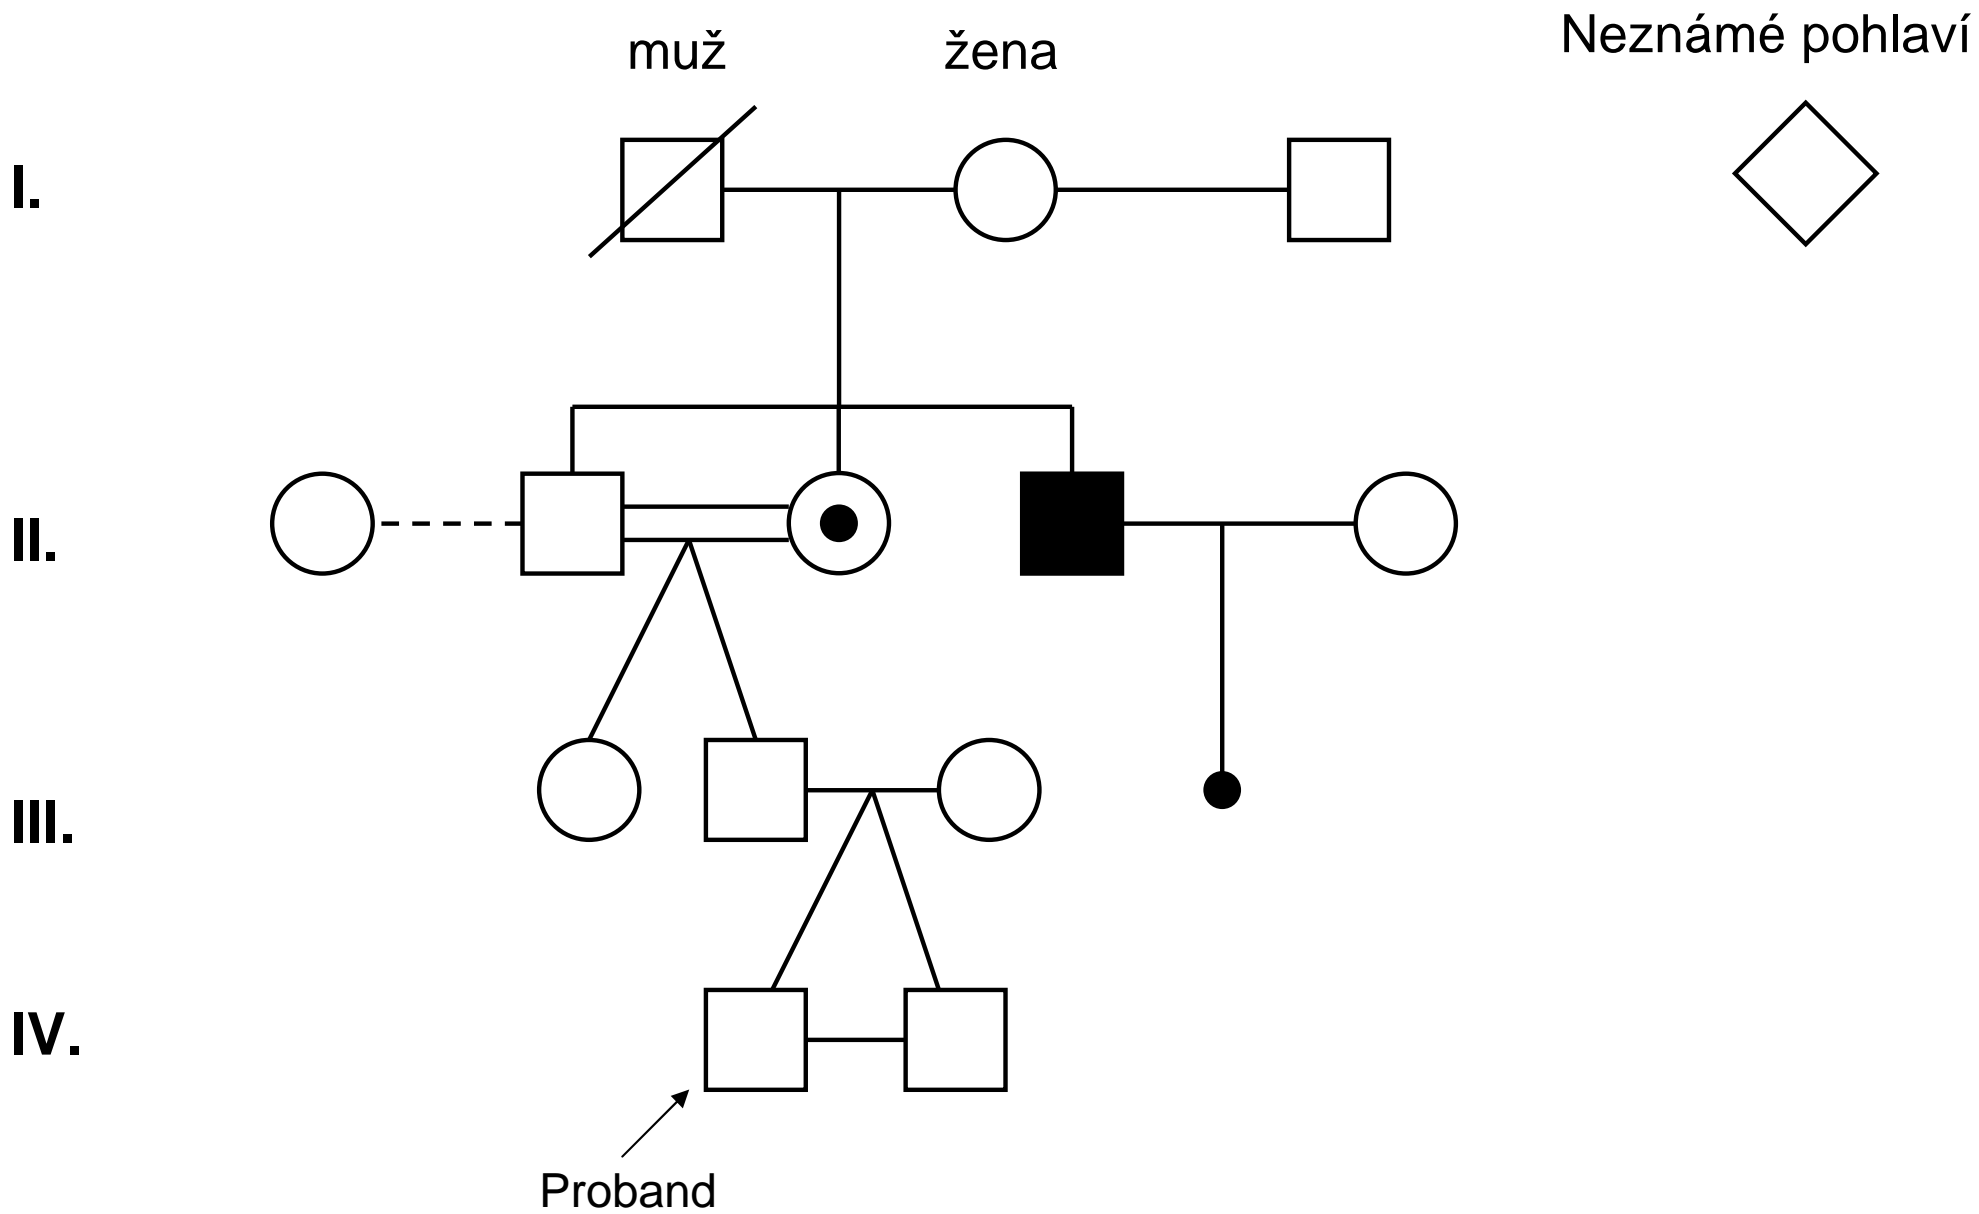 muž
žena
Neznámé pohlaví
I.
II.
III.
IV.
Proband